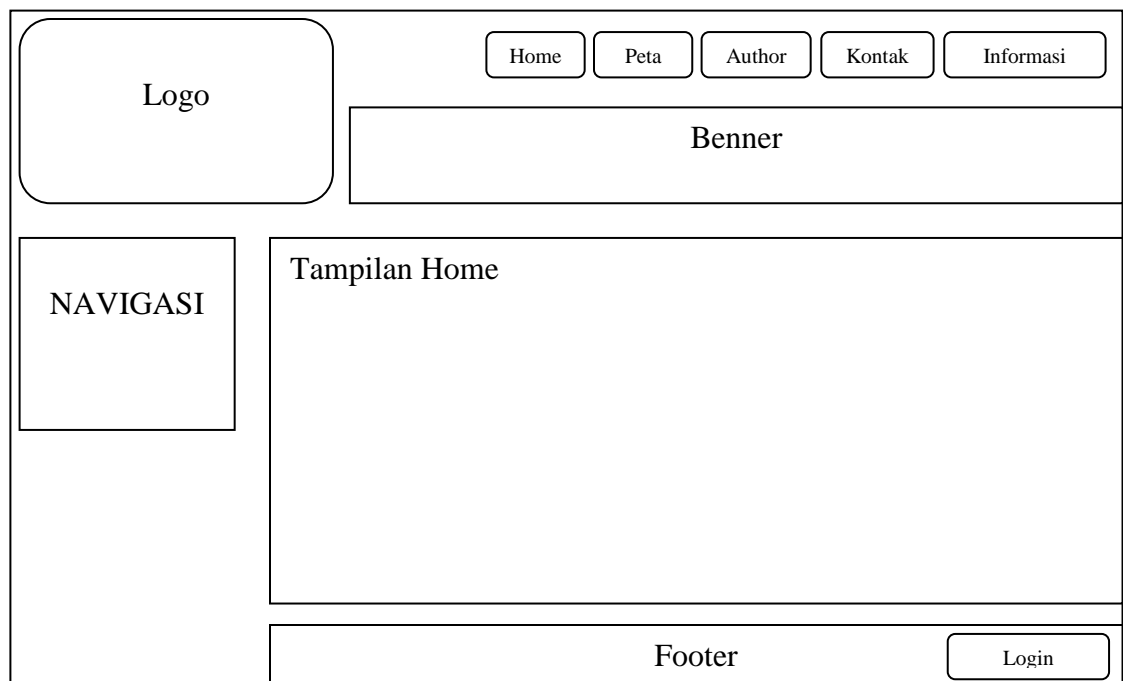 Home
Peta
Author
Kontak
Informasi
Logo
Benner
NAVIGASI
Tampilan Home
Footer
Login